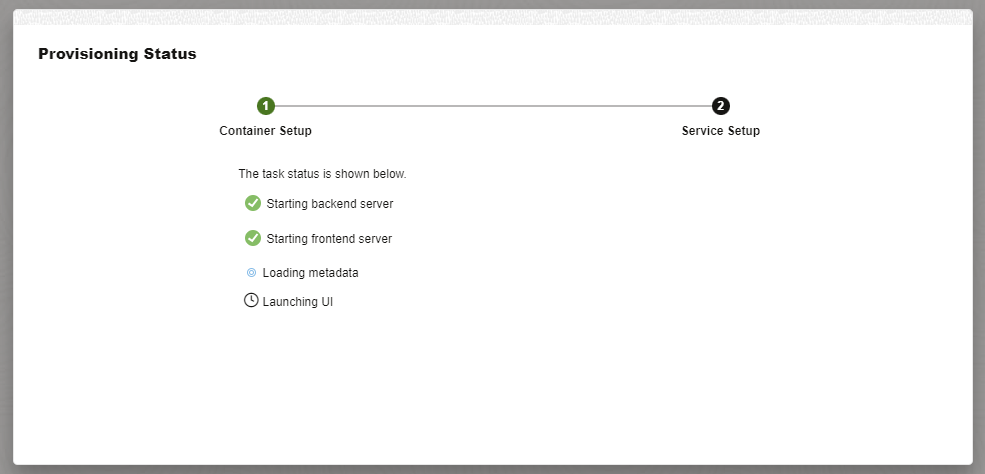 Provisioning Status
1
2
Container Setup
Service Setup
The task status is shown below.
Starting backend server
Starting frontend server
Loading metadata
Launching UI